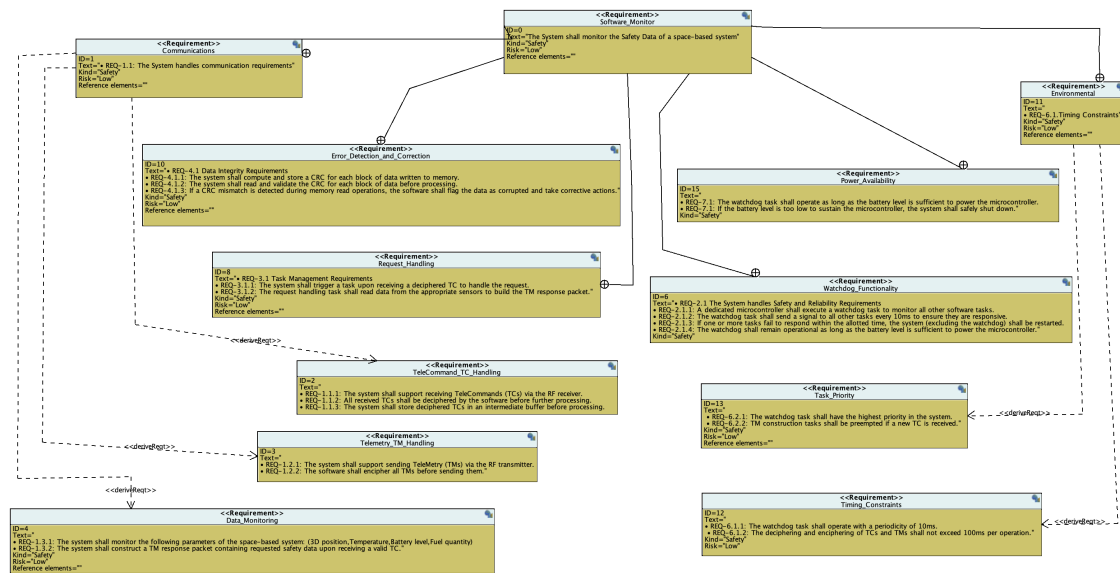 <<Requirement>>
Software_Monitor
ID=0
Text="The System shall monitor the Safety Data of a space-based system"
Kind="Safety"
Risk="Low"
Reference elements=""
<<Requirement>>
Communications
ID=1
Text="• REQ-1.1: The System handles communication requirements"
Kind="Safety"
Risk="Low"
Reference elements=""
<<Requirement>>
Environmental
ID=11
Text="
• REQ-6.1.Timing Constraints"
Kind="Safety"
Risk="Low"
Reference elements=""
<<Requirement>>
Error_Detection_and_Correction
ID=10
Text="• REQ-4.1 Data Integrity Requirements
• REQ-4.1.1: The system shall compute and store a CRC for each block of data written to memory.
• REQ-4.1.2: The system shall read and validate the CRC for each block of data before processing.
• REQ-4.1.3: If a CRC mismatch is detected during memory read operations, the software shall flag the data as corrupted and take corrective actions."
Kind="Safety"
Risk="Low"
Reference elements=""
<<Requirement>>
Power_Availability
ID=15
Text="
• REQ-7.1: The watchdog task shall operate as long as the battery level is sufficient to power the microcontroller.
• REQ-7.1: If the battery level is too low to sustain the microcontroller, the system shall safely shut down."
Kind="Safety"
<<Requirement>>
Request_Handling
ID=8
Text="• REQ-3.1 Task Management Requirements
• REQ-3.1.1: The system shall trigger a task upon receiving a deciphered TC to handle the request.
• REQ-3.1.2: The request handling task shall read data from the appropriate sensors to build the TM response packet."
Kind="Safety"
Risk="Low"
Reference elements=""
<<Requirement>>
Watchdog_Functionality
ID=6
Text="• REQ-2.1 The System handles Safety and Reliability Requirements
• REQ-2.1.1: A dedicated microcontroller shall execute a watchdog task to monitor all other software tasks.
• REQ-2.1.2: The watchdog task shall send a signal to all other tasks every 10ms to ensure they are responsive.
• REQ-2.1.3: If one or more tasks fail to respond within the allotted time, the system (excluding the watchdog) shall be restarted.
• REQ-2.1.4: The watchdog shall remain operational as long as the battery level is sufficient to power the microcontroller."
Kind="Safety"
<<deriveReqt>>
<<Requirement>>
TeleCommand_TC_Handling
ID=2
Text="
• REQ-1.1.1: The system shall support receiving TeleCommands (TCs) via the RF receiver.
• REQ-1.1.2: All received TCs shall be deciphered by the software before further processing.
• REQ-1.1.3: The system shall store deciphered TCs in an intermediate buffer before processing.
<<Requirement>>
Task_Priority
ID=13
Text="
• REQ-6.2.1: The watchdog task shall have the highest priority in the system.
• REQ-6.2.2: TM construction tasks shall be preempted if a new TC is received."
Kind="Safety"
Risk="Low"
Reference elements=""
<<deriveReqt>>
<<deriveReqt>>
<<Requirement>>
Telemetry_TM_Handling
ID=3
Text="
• REQ-1.2.1: The system shall support sending TeleMetry (TMs) via the RF transmitter.
• REQ-1.2.2: The software shall encipher all TMs before sending them."
<<deriveReqt>>
<<Requirement>>
Data_Monitoring
ID=4
Text="
• REQ-1.3.1: The system shall monitor the following parameters of the space-based system: (3D position,Temperature,Battery level,Fuel quantity)
• REQ-1.3.2: The system shall construct a TM response packet containing requested safety data upon receiving a valid TC."
Kind="Safety"
Risk="Low"
Reference elements=""
<<Requirement>>
Timing_Constraints
ID=12
Text="
• REQ-6.1.1: The watchdog task shall operate with a periodicity of 10ms.
• REQ-6.1.2: The deciphering and enciphering of TCs and TMs shall not exceed 100ms per operation."
Kind="Safety"
Risk="Low"
Reference elements=""
<<deriveReqt>>